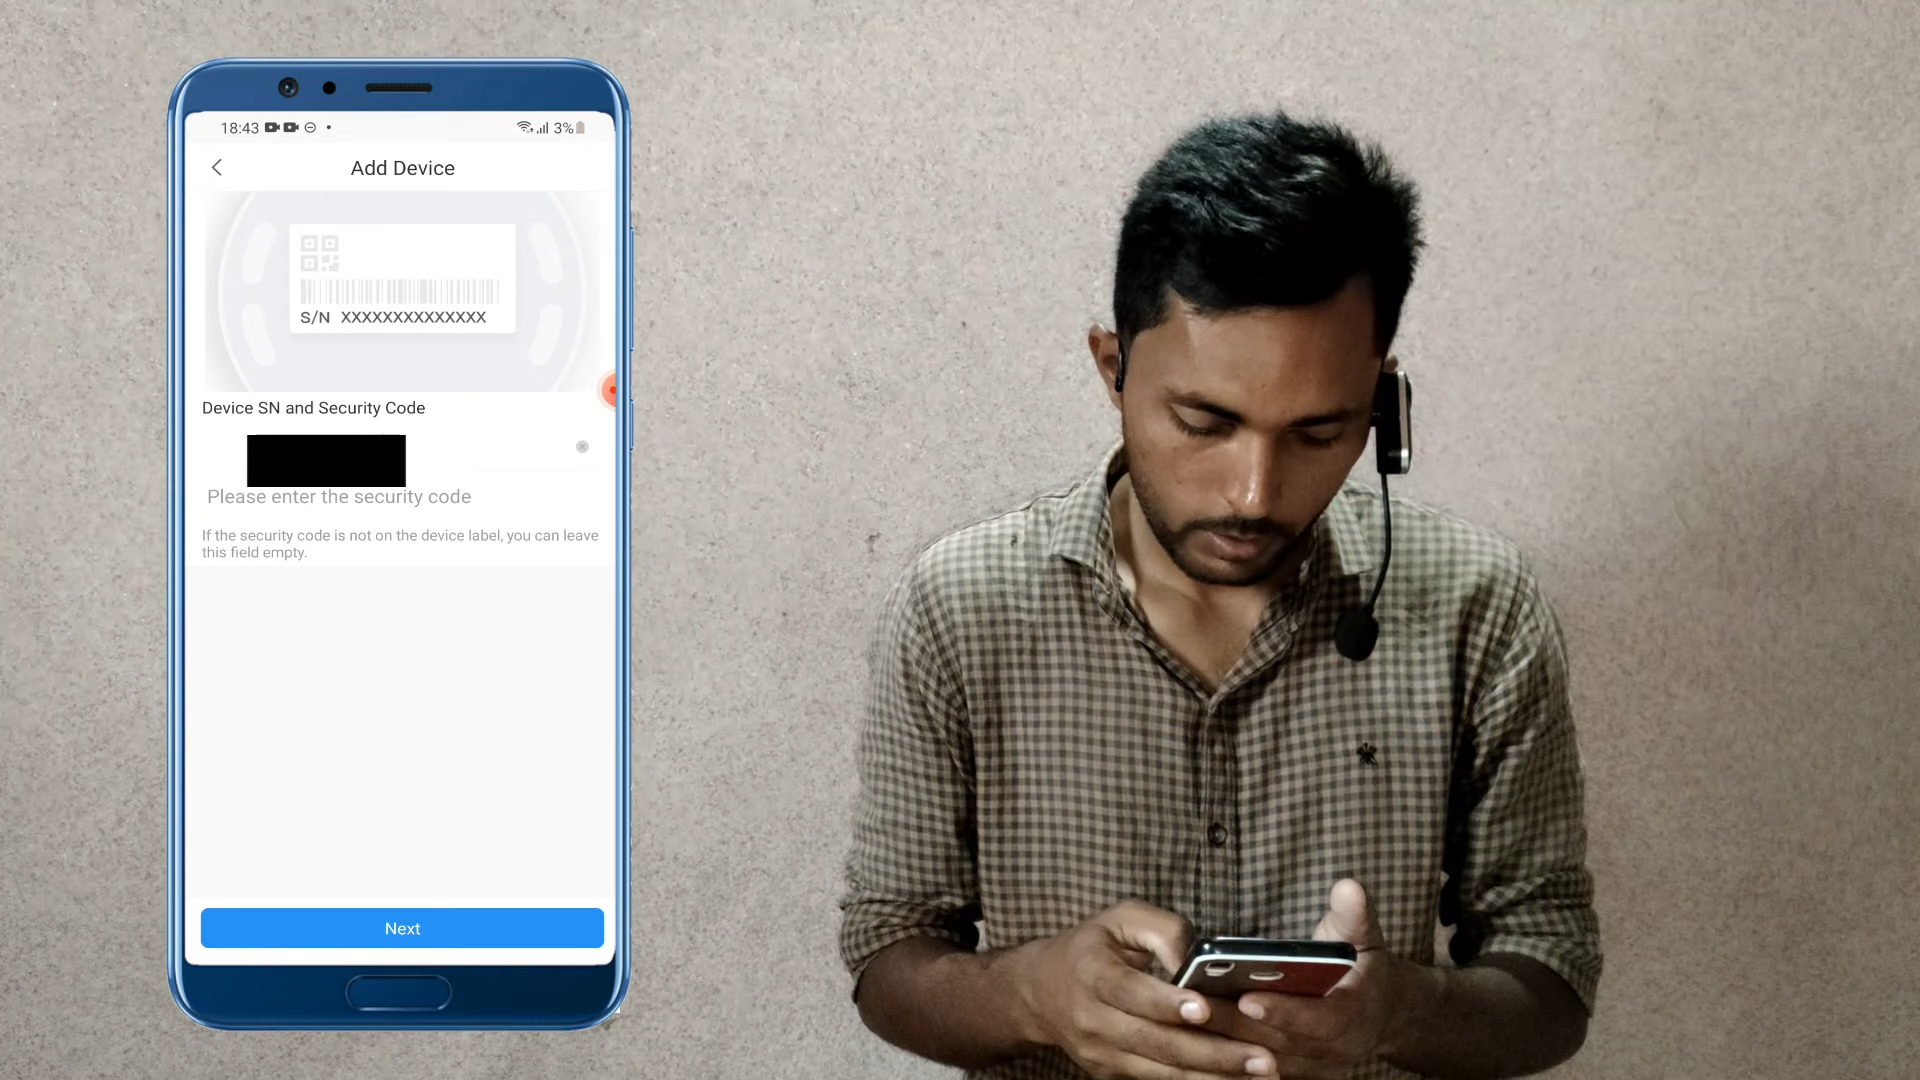 18:43
3%
Add Device
S/N XXXXXXXXXXXXXX
Device SN and Security Code
Please enter the security code
If the security code is not on the device label, you can leave
this field empty.
Next